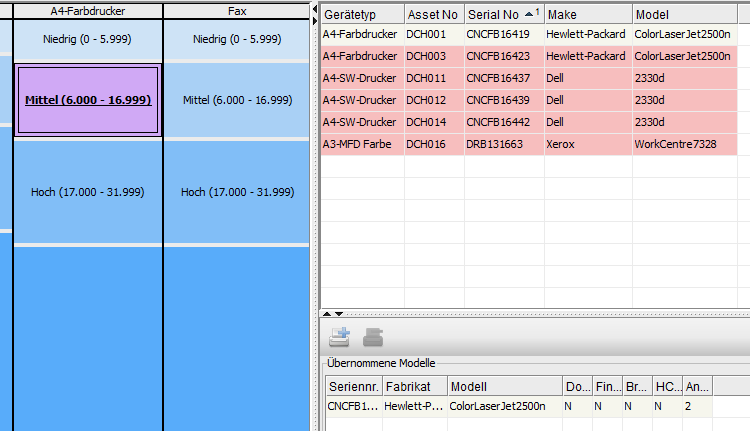 A4-Farbdrucker Fax
Niedrig (0 - 5.999) Niedrig (0 - 5.999)
Mittel (6.000 - 16.999) Mittel (6.000 - 16.999)
Hoch (17.000 - 31.999) Hoch (17.000 - 31.999)
Gerätetyp Asset No Serial No 1 Make Model
A4-Farbdrucker DCH001 CNCFB16419 Hewlett-Packard ColorLaserJet2500n
A4-Farbdrucker DCH003 CNCFB16423 Hewlett-Packard ColorLaserJet2500n
A4-SW-Drucker DCH011 CNCFB16437 Dell 2330d
A4-SW-Drucker DCH012 CNCFB16439 Dell 2330d
A4-SW-Drucker DCH014 CNCFB16442 Dell 2330d
A3-MFD Farbe DCH016 DRB131663 Xerox WorkCentre7328
Übernommene Modelle
Seriennr. Fabrikat Modell Do... Fin... Br... HC... An...
CNCFB1... Hewlett-P... ColorLaserJet2500n N N N N 2